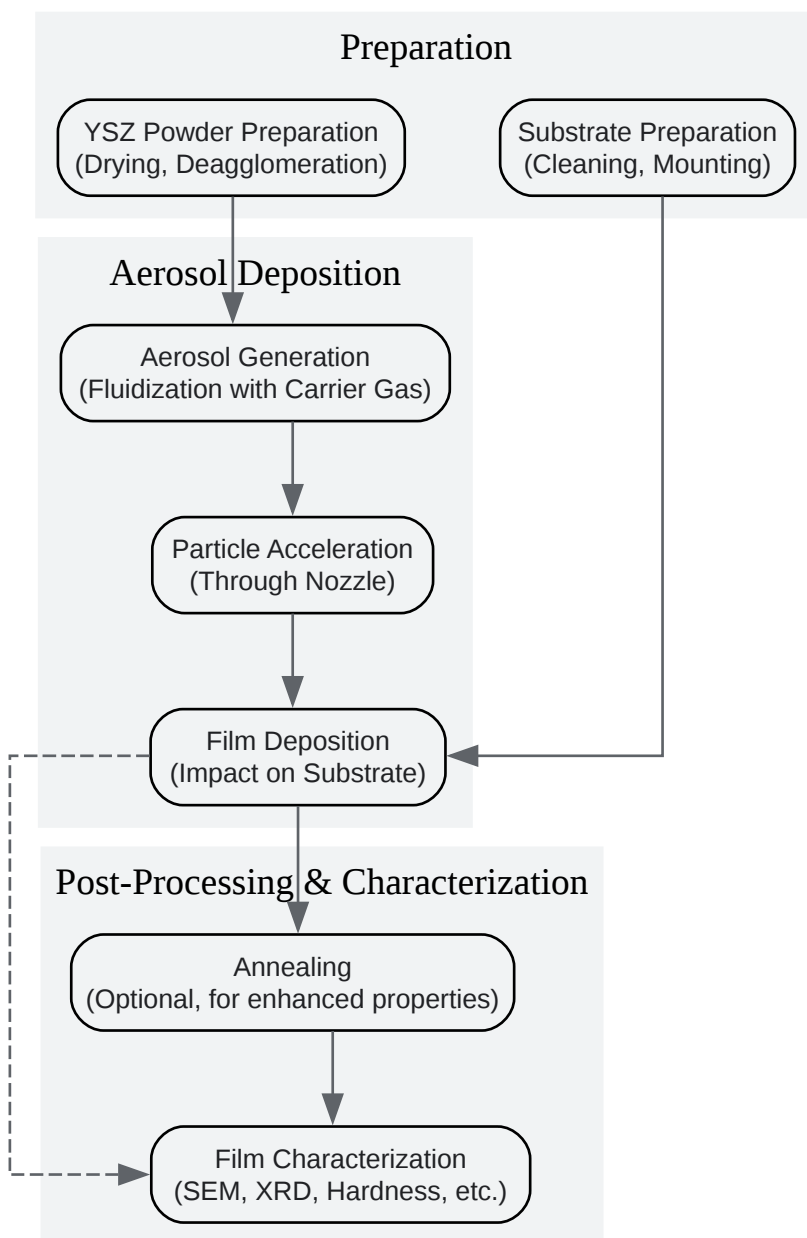 Preparation
YSZ Powder Preparation
(Drying, Deagglomeration)
Substrate Preparation
(Cleaning, Mounting)
Aerosol Deposition
Aerosol Generation
(Fluidization with Carrier Gas)
Particle Acceleration
(Through Nozzle)
Film Deposition
(Impact on Substrate)
Post-Processing & Characterization
Annealing
(Optional, for enhanced properties)
Film Characterization
(SEM, XRD, Hardness, etc.)